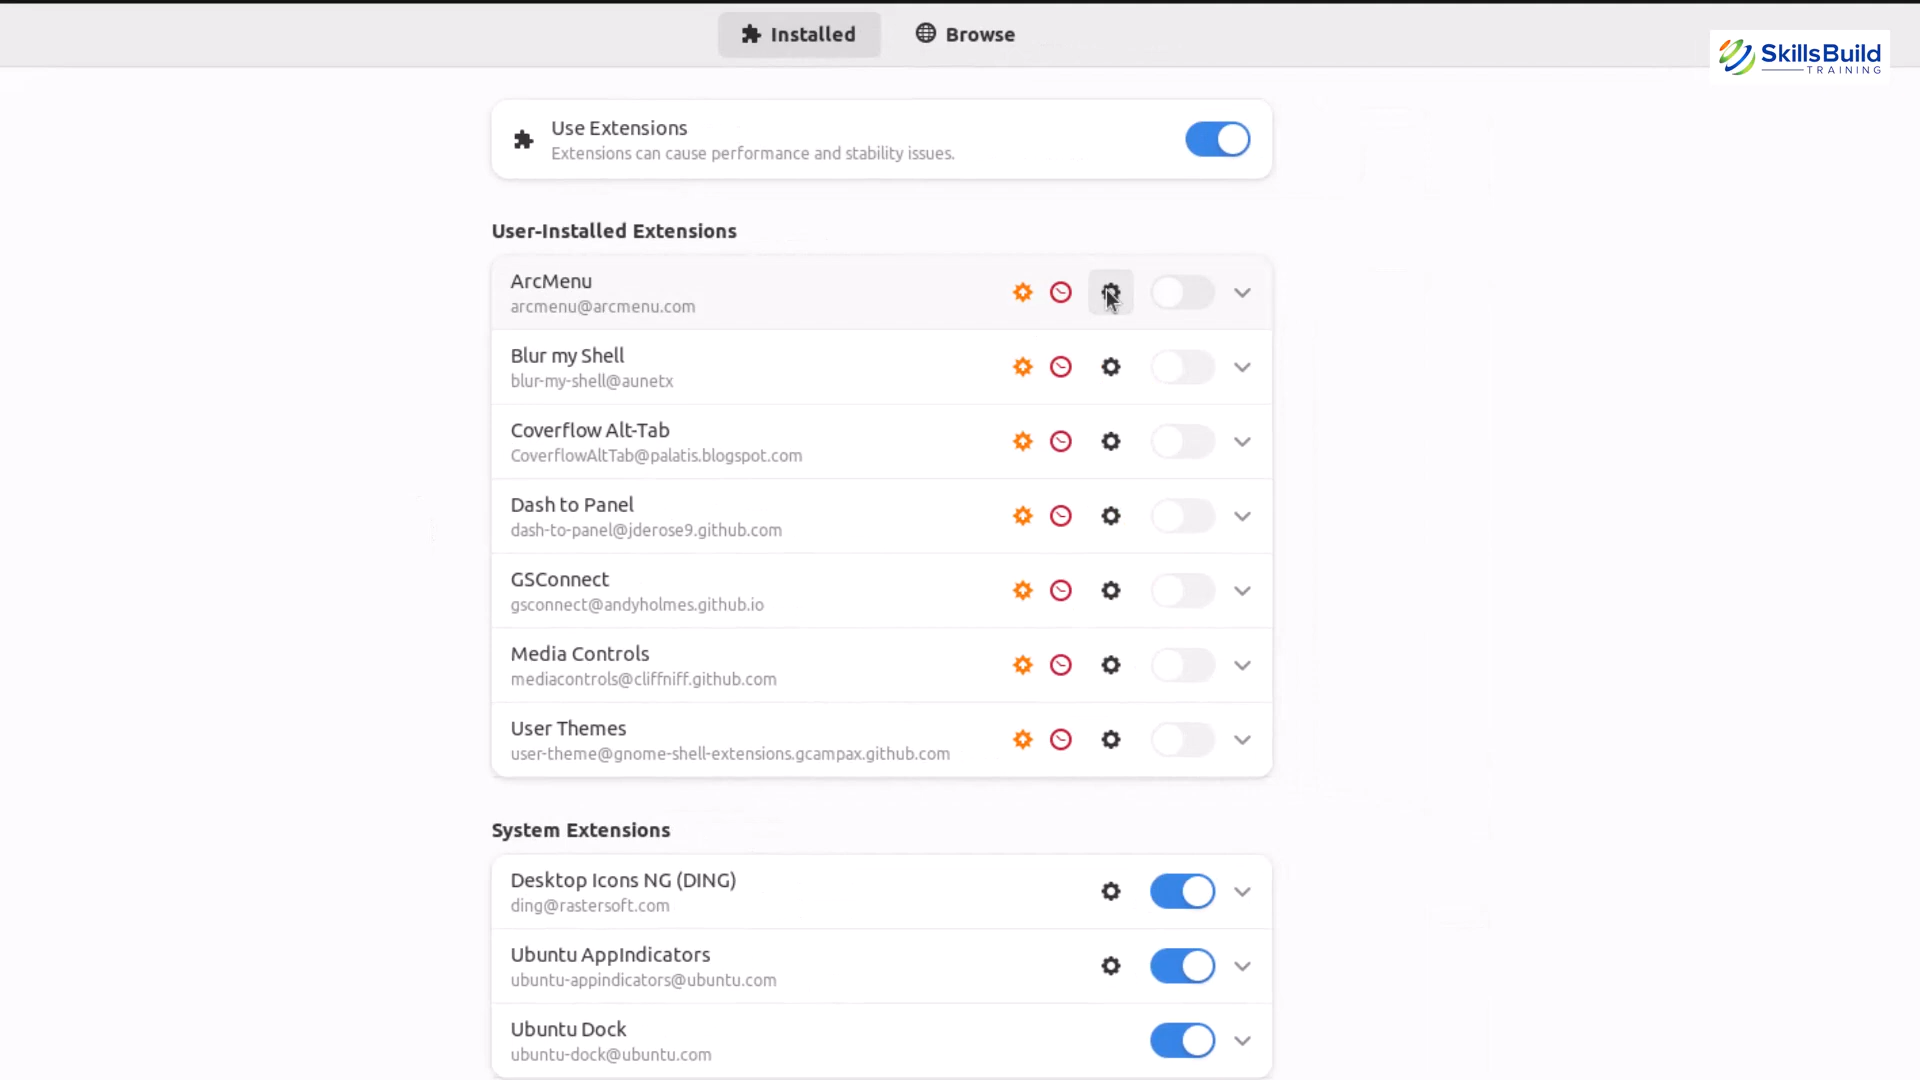 Installed
Browse
SkillsBuild
TRAINING
Use Extensions
Extensions can cause performance and stability issues.
User-Installed Extensions
ArcMenu
arcmenu@arcmenu.com
Blur my Shell
blur-my-shell@aunetx
Coverflow Alt-Tab
CoverflowAltTab@palatis.blogspot.com
Dash to Panel
dash-to-panel@jderose9.github.com
GSConnect
gsconnect@andyholmes.github.io
Media Controls
mediacontrols@cliffniff.github.com
User Themes
user-theme@gnome-shell-extensions.gcampax.github.com
System Extensions
Desktop Icons NG (DING)
ding@rastersoft.com
Ubuntu AppIndicators
ubuntu-appindicators@ubuntu.com
Ubuntu Dock
ubuntu-dock@ubuntu.com